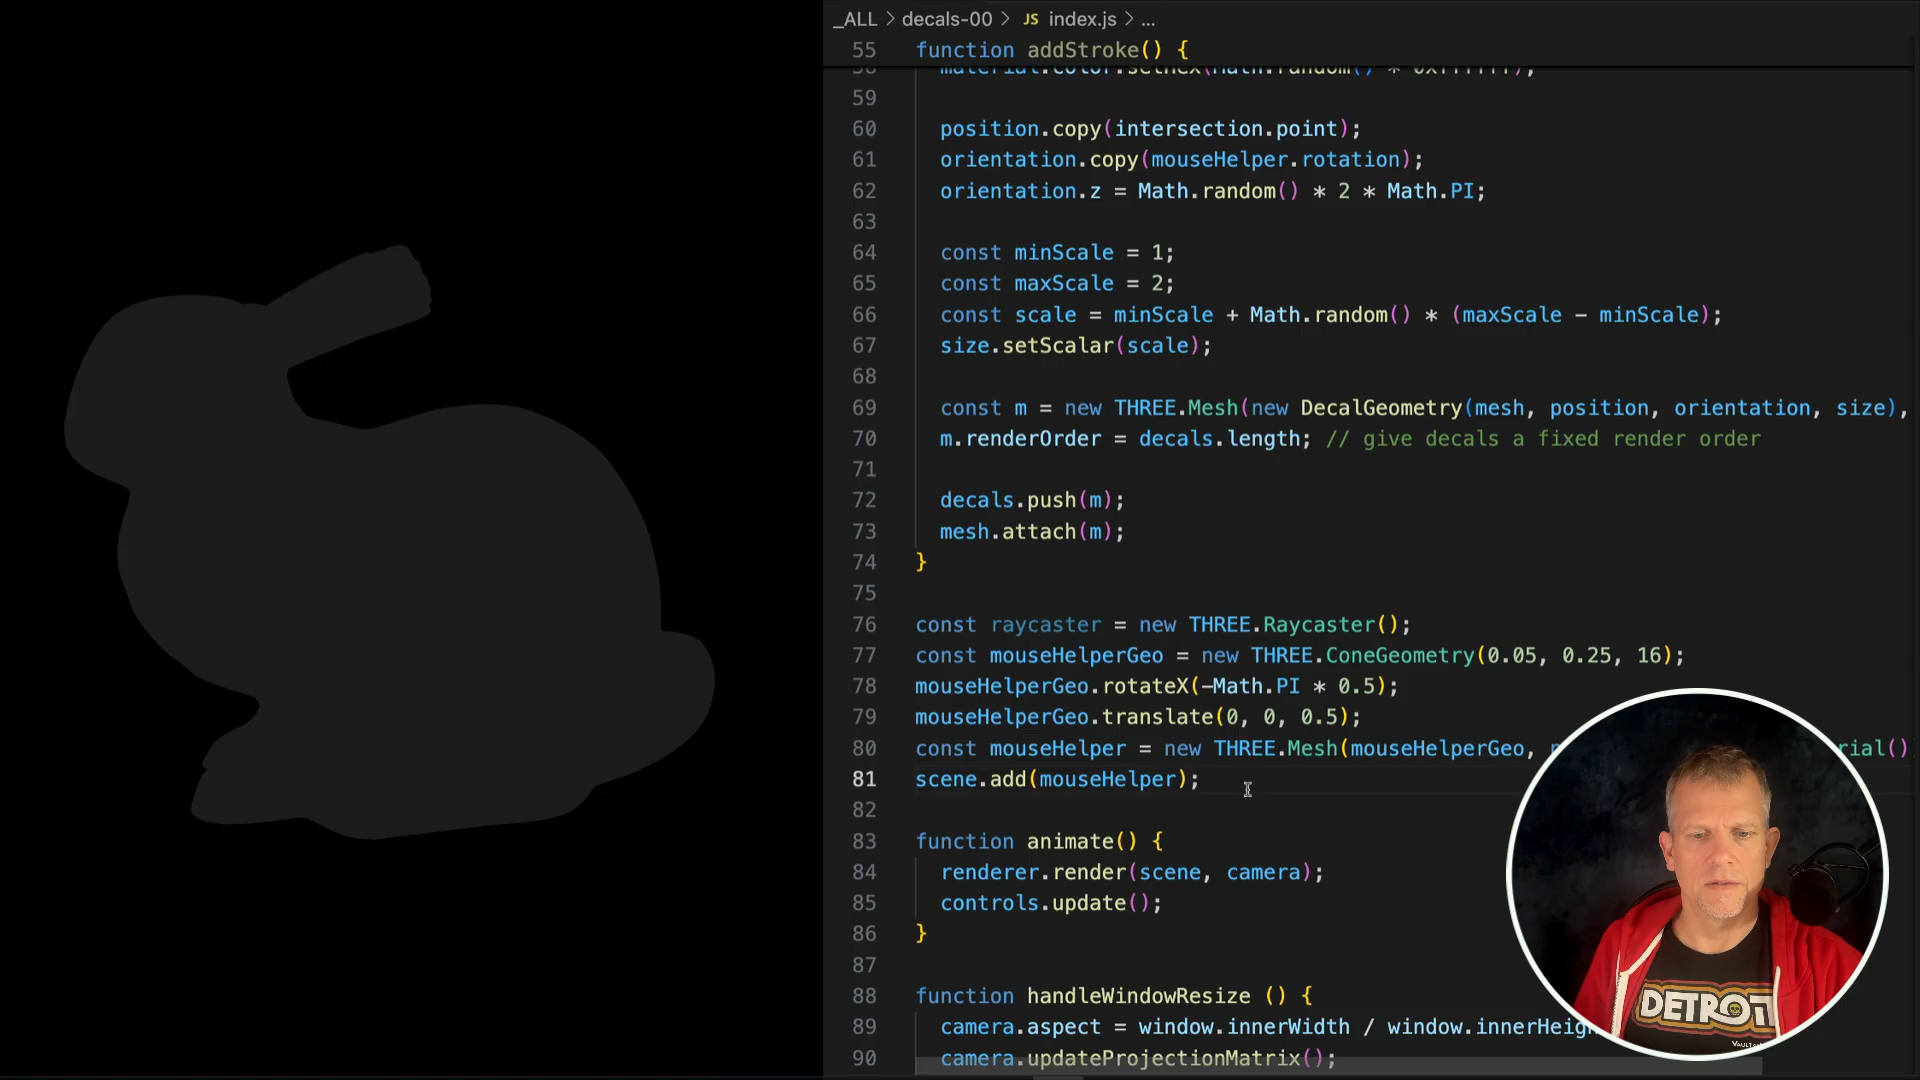 _ALL > decals-00 > JS index.js > ...
55 function addStroke() {
59
60 position.copy(intersection.point);
61 orientation.copy(mouseHelper.rotation);
62 orientation.z = Math.random() * 2 * Math.PI;
63
64 const minScale = 1;
65 const maxScale = 2;
66 const scale = minScale + Math.random() * (maxScale - minScale);
67 size.setScalar(scale);
68
69 const m = new THREE.Mesh(new DecalGeometry(mesh, position, orientation, size),
70 m.renderOrder = decals.length; // give decals a fixed render order
71
72 decals.push(m);
73 mesh.attach(m);
74 }
75
76 const raycaster = new THREE.Raycaster();
77 const mouseHelperGeo = new THREE.ConeGeometry(0.05, 0.25, 16);
78 mouseHelperGeo.rotateX(-Math.PI * 0.5);
79 mouseHelperGeo.translate(0, 0, 0.5);
80 const mouseHelper = new THREE.Mesh(mouseHelperGeo, rial()
81 scene.add(mouseHelper);
82
83 function animate() {
84 renderer.render(scene, camera);
85 controls.update();
86 }
87
88 function handleWindowResize () {
89 camera.aspect = window.innerWidth / window.innerHeig
90 camera.updateProjectionMatrix();
DETROIT